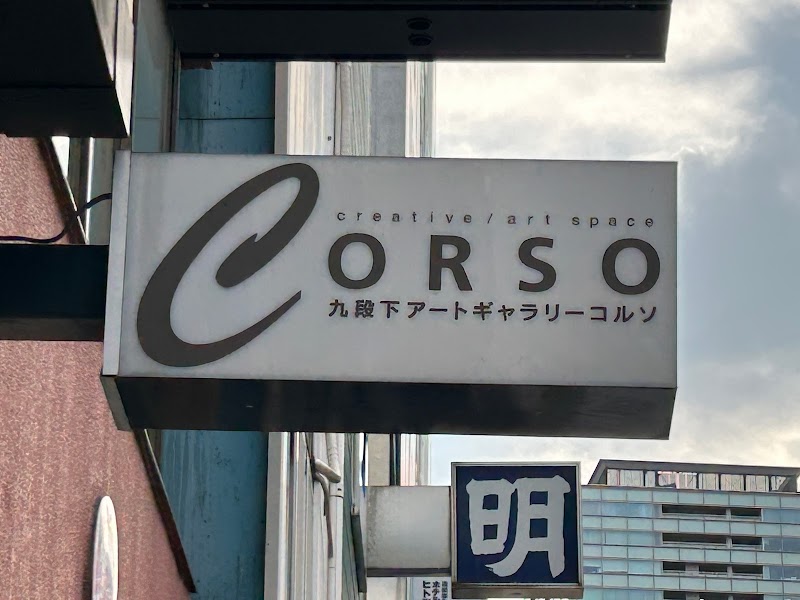 creative/art space
CORSO
九段下アートギャラリーコルソ
明